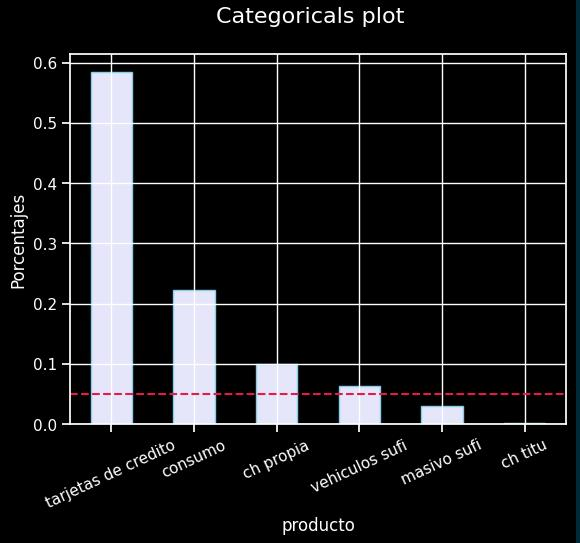 Categoricals plot
Porcentajes
0.6
0.5
0.4
0.3
0.2
0.1
0.0
tarjetas de credito
consumo
ch propia
vehiculos sufi
masivo sufi
ch titu
producto